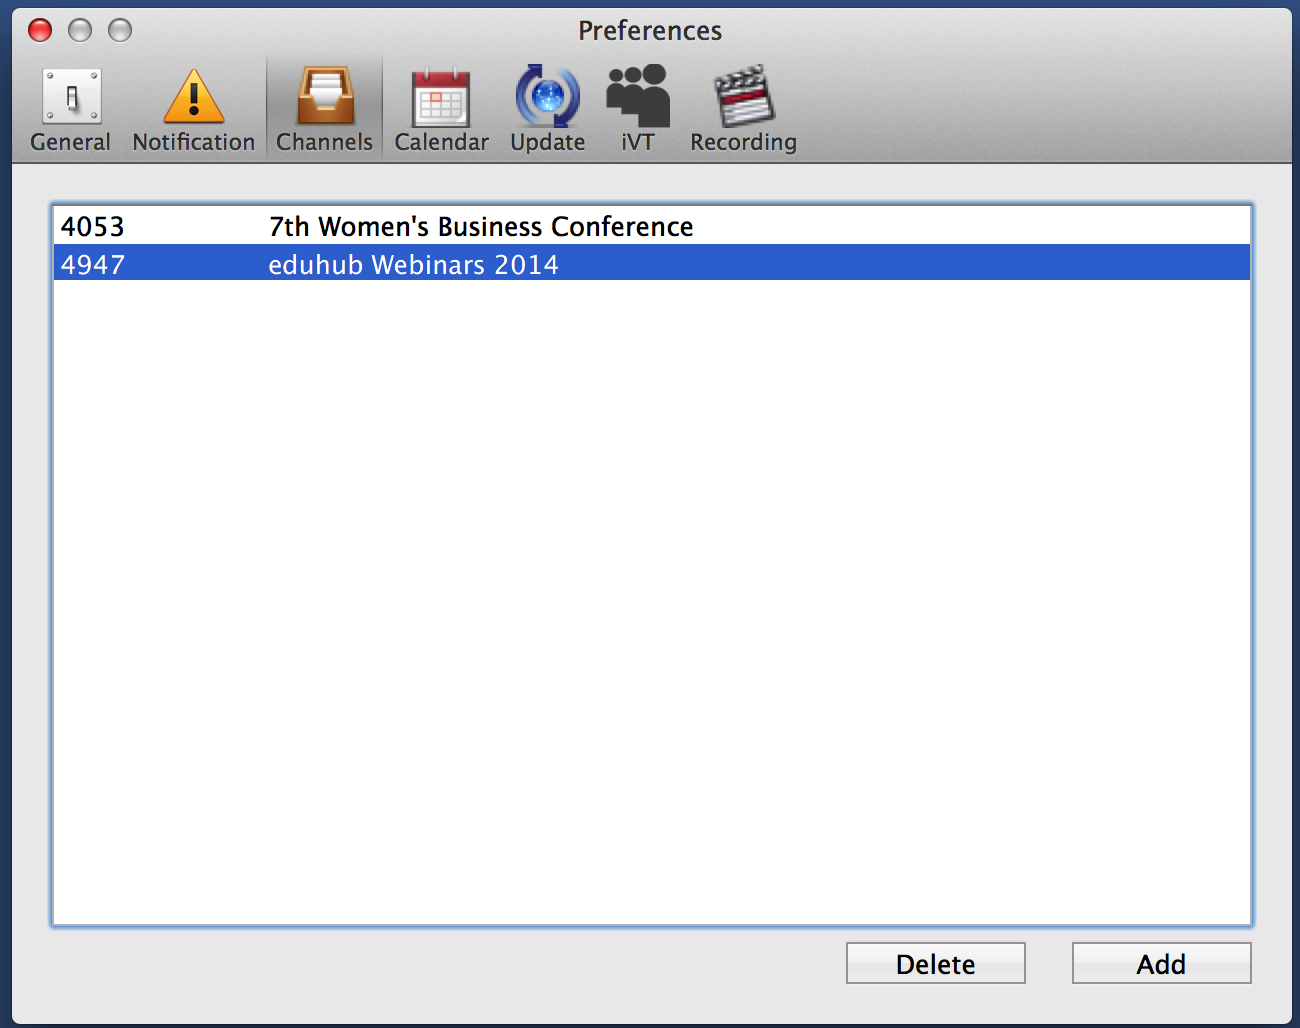 Preferences
General Notification Channels Calendar Update iVT Recording
4053 7th Women's Business Conference
4947 eduhub Webinars 2014
Delete Add